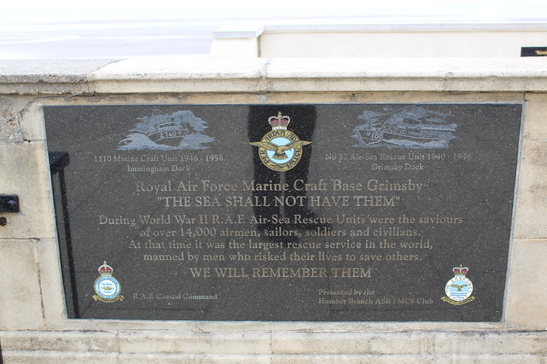 1110 Marine Craft Unit 1946 - 1958
Immingham Dock
No 22 Air-Sea Rescue Unit 1940 - 1946
Grimsby Dock
Royal Air Force Marine Craft Base Grimsby
"THE SEA SHALL NOT HAVE THEM"
During World War II R.A.F. Air-Sea Rescue Units were the saviours
of over 14,000 airmen, sailors, soldiers and civilians.
At that time it was the largest rescue service in the world,
manned by men who risked their lives to save others.
WE WILL REMEMBER THEM
R.A.F. Coastal Command
Presented by the
Humber Branch ASR / MCS Club